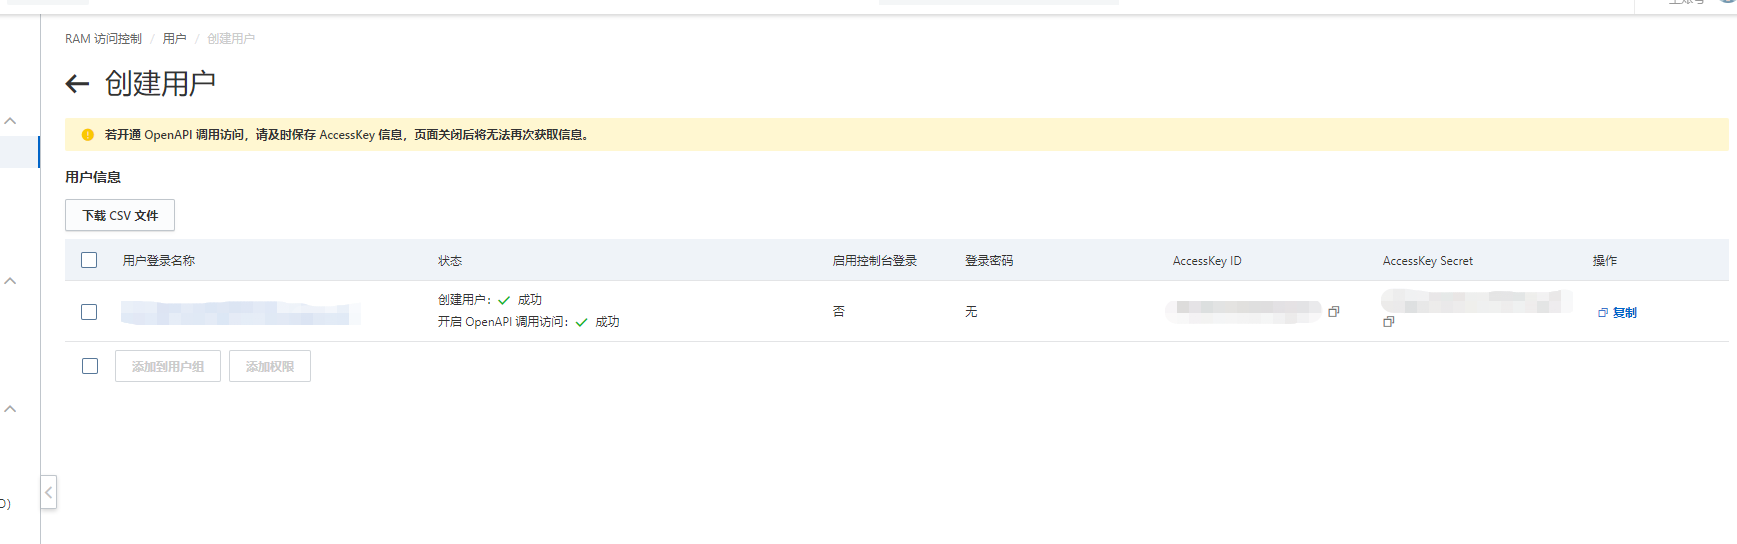 RAM 访问控制 / 用户 / 创建用户
创建用户
若开通 OpenAPI 调用访问，请及时保存 AccessKey 信息，页面关闭后将无法再次获取信息。
用户信息
下载 CSV 文件
用户登录名称 状态 启用控制台登录 登录密码 AccessKey ID AccessKey Secret 操作
创建用户： 成功
开启 OpenAPI 调用访问： 成功
否 无 复制
添加到用户组 添加权限
D)